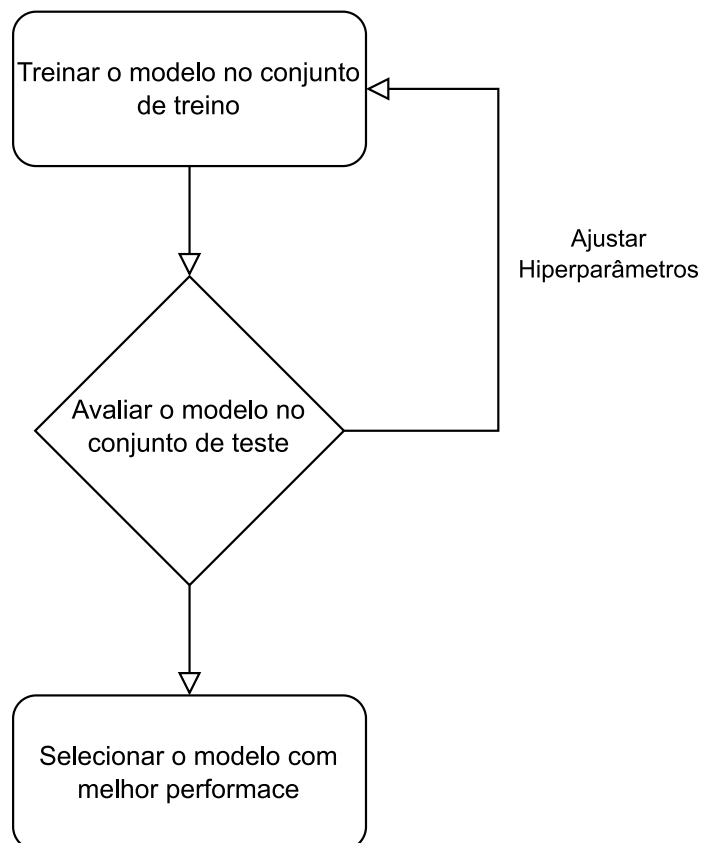 Treinar o modelo no conjunto
de treino
Ajustar
Hiperparâmetros
Avaliar o modelo no
conjunto de teste
Selecionar o modelo com
melhor performace